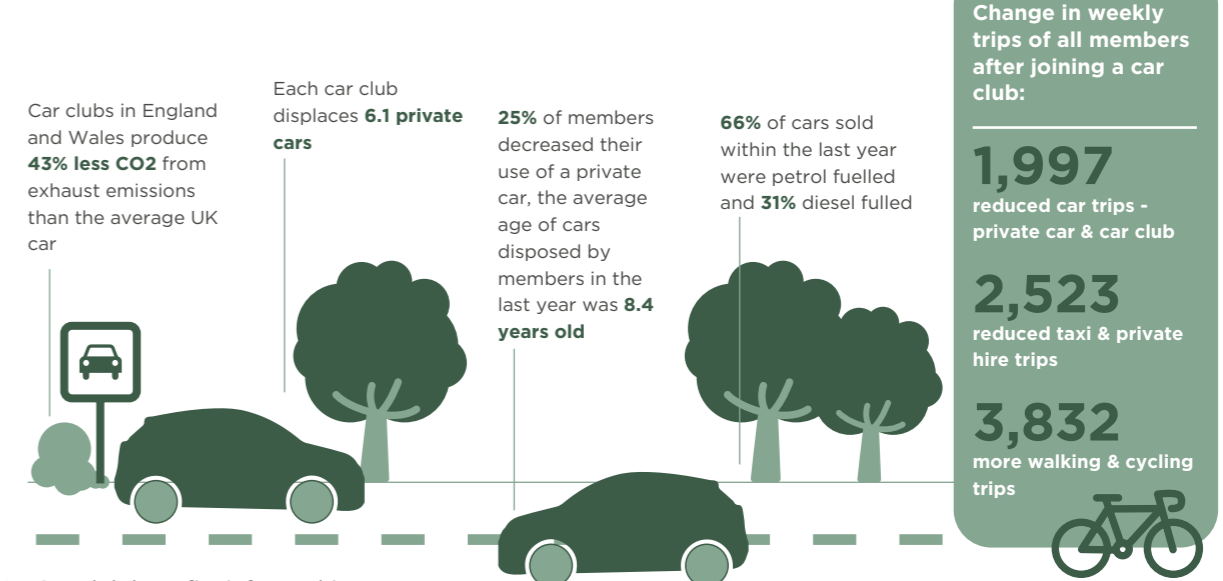 Car clubs in England
and Wales produce
43% less CO2 from
exhaust emissions
than the average UK
car
Each car club
displaces 6.1 private
cars
25% of members
decreased their
use of a private
car, the average
age of cars
disposed by
members in the
last year was 8.4
years old
66% of cars sold
within the last year
were petrol fuelled
and 31% diesel fulled
Change in weekly
trips of all members
after joining a car
club:
1,997
reduced car trips -
private car & car club
2,523
reduced taxi & private
hire trips
3,832
more walking & cycling
trips